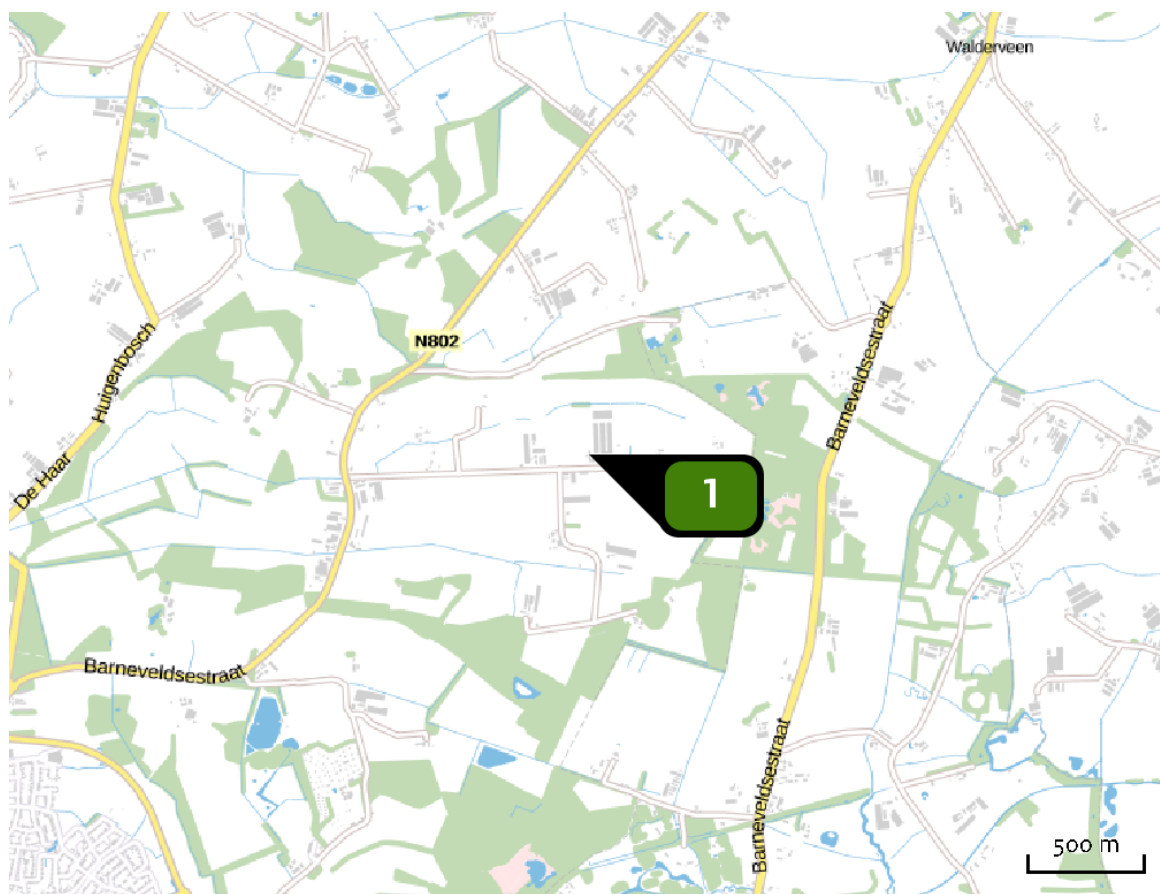 Walderveen
N802
Huigenbosch
Barneveldsestraat
De Haar
1
Barneveldsestraat
Barneveldsestraat
500 m